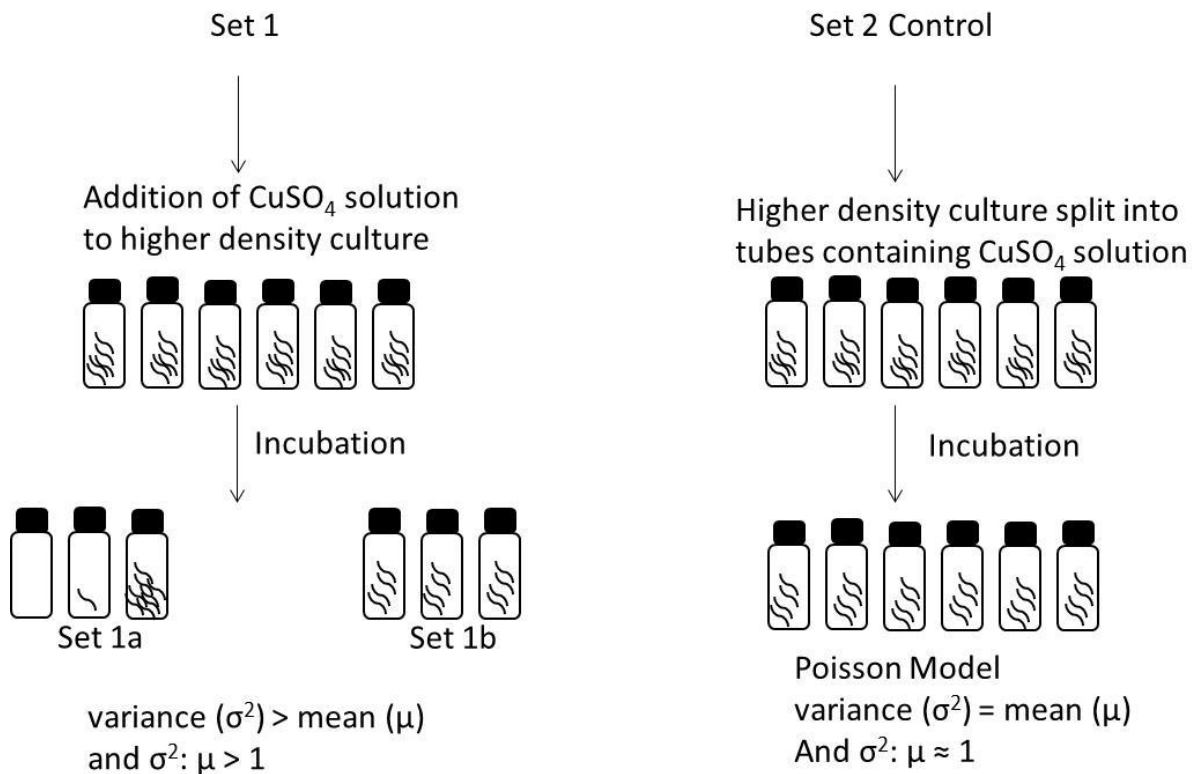 Set 1
Addition of CuSO₄ solution
to higher density culture
Incubation
Set 1a
Set 1b
variance (σ²) > mean (μ)
and σ²: μ > 1
Set 2 Control
Higher density culture split into
tubes containing CuSO₄ solution
Incubation
Poisson Model
variance (σ²) = mean (μ)
And σ²: μ ≈ 1